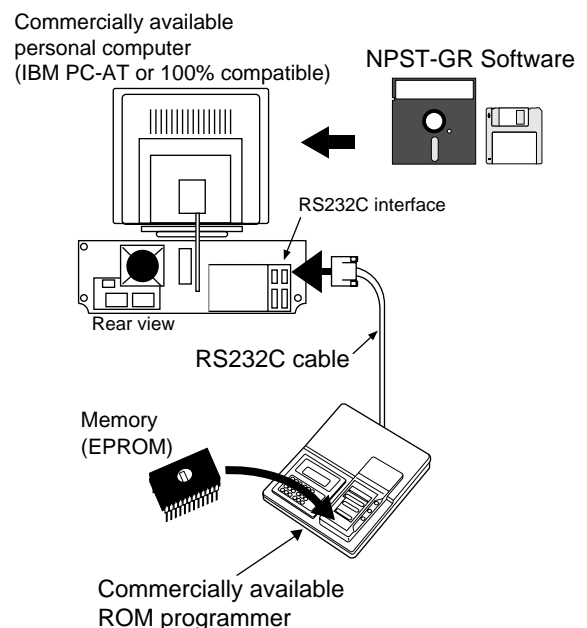 Commercially available
personal computer
(IBM PC-AT or 100% compatible)
NPST-GR Software
RS232C interface
Rear view
RS232C cable
Memory
(EPROM)
Commercially available
ROM programmer